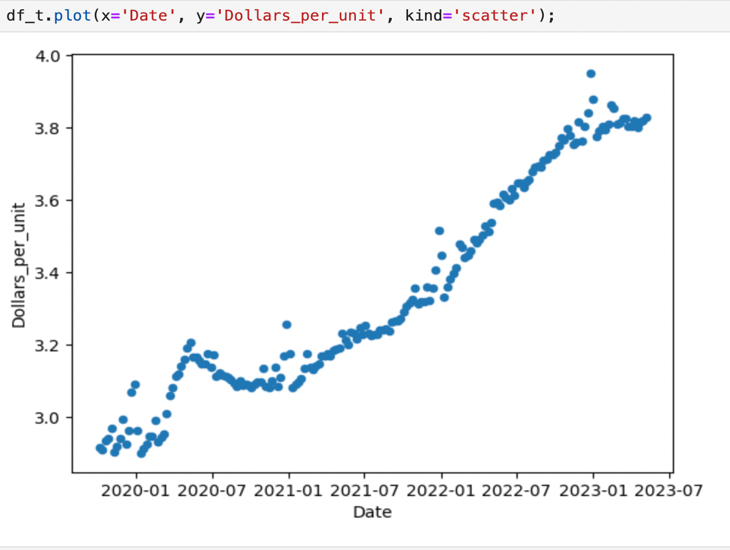 df_t.plot(x='Date', y='Dollars_per_unit', kind='scatter');
4.0
3.8
3.6
3.4
3.2
3.0
Dollars_per_unit
2020-01 2020-07 2021-01 2021-07 2022-01 2022-07 2023-01 2023-07
Date